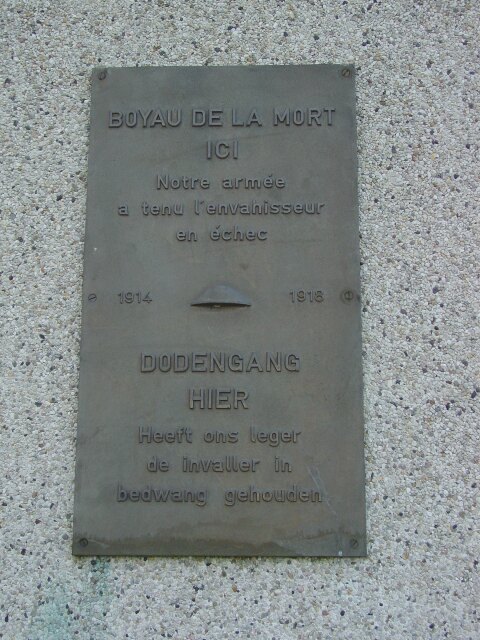 BOYAU DE LA MORT
ICI
Notre armée
a tenu l'envahisseur
en échec
1914 1918
DODENGANG
HIER
Heeft ons leger
de invaller in
bedwang gehouden